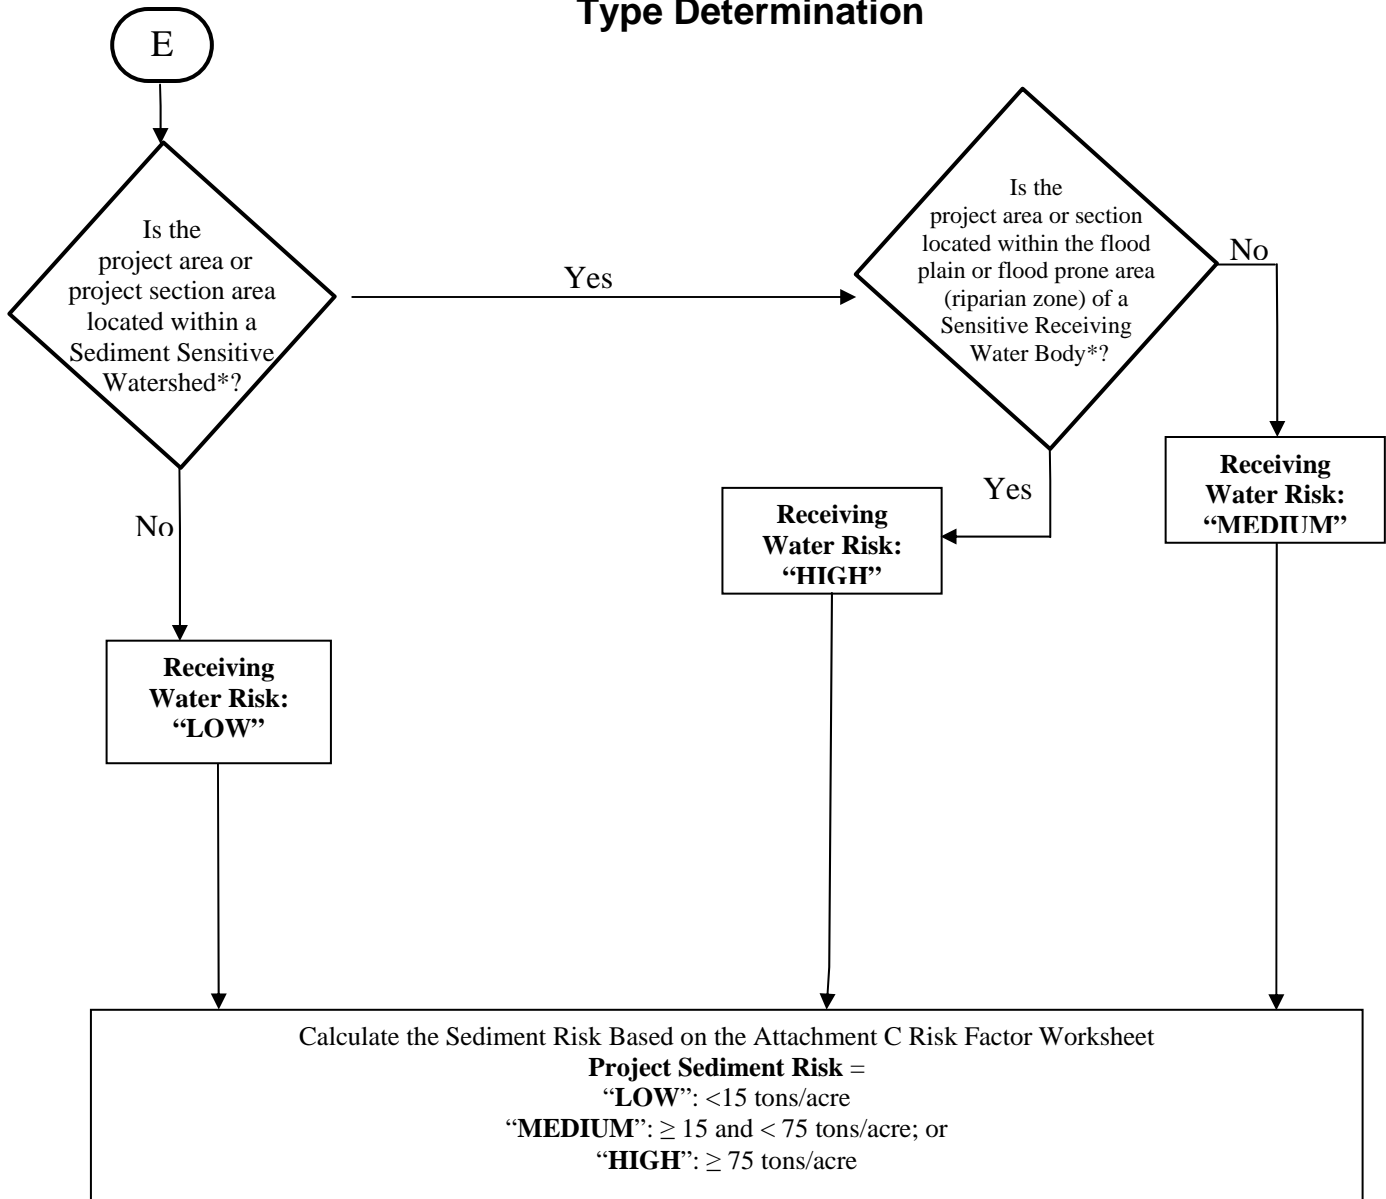 Type Determination
E
Is the
project area or
project section area
located within a
Sediment Sensitive
Watershed*?
Yes
Is the
project area or section
located within the flood
plain or flood prone area
(riparian zone) of a
Sensitive Receiving
Water Body*?
No
Receiving
Water Risk:
“MEDIUM”
Yes
Receiving
Water Risk:
“HIGH”
No
Receiving
Water Risk:
“LOW”
Calculate the Sediment Risk Based on the Attachment C Risk Factor Worksheet
Project Sediment Risk =
“LOW”: <15 tons/acre
“MEDIUM”: ≥ 15 and < 75 tons/acre; or
“HIGH”: ≥ 75 tons/acre